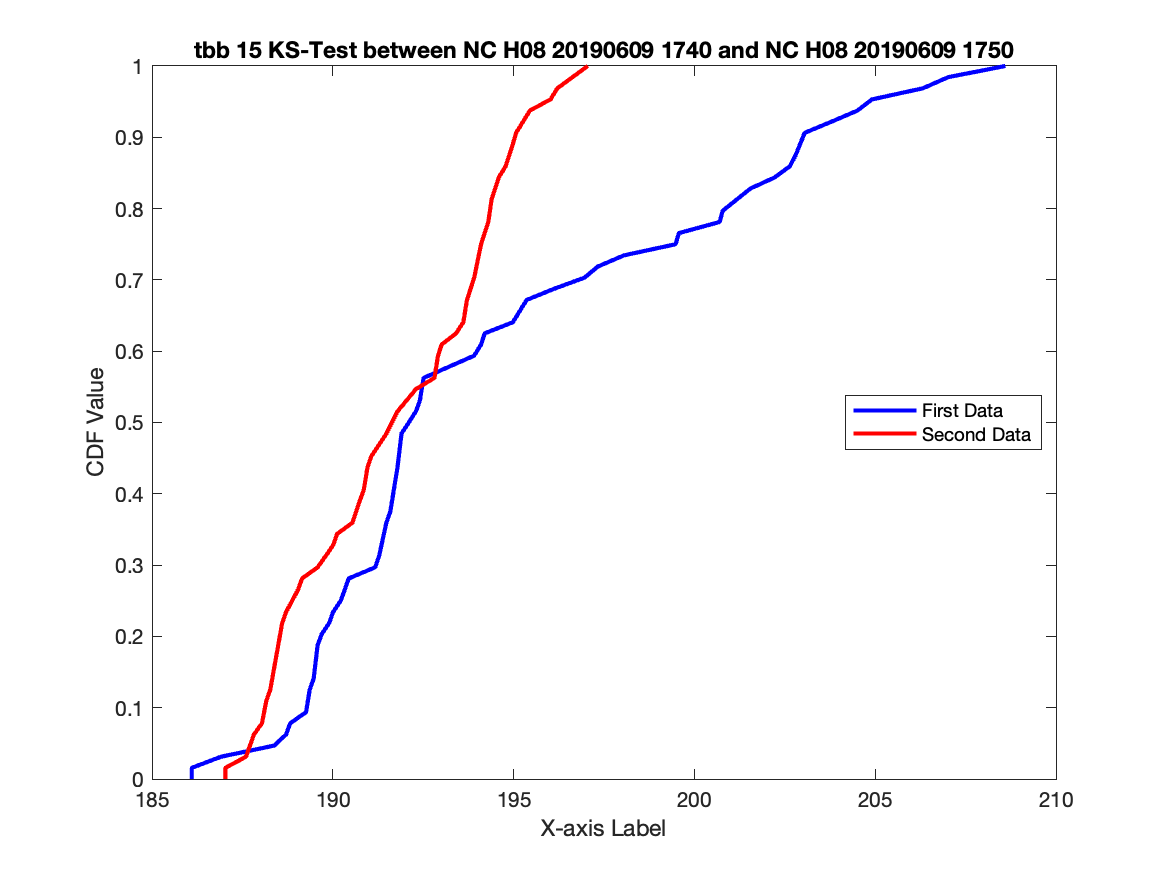 tbb 15 KS-Test between NC H08 20190609 1740 and NC H08 20190609 1750
1
0.9
0.8
0.7
0.6
0.5
0.4
0.3
0.2
0.1
0
CDF Value
First Data
Second Data
185 190 195 200 205 210
X-axis Label